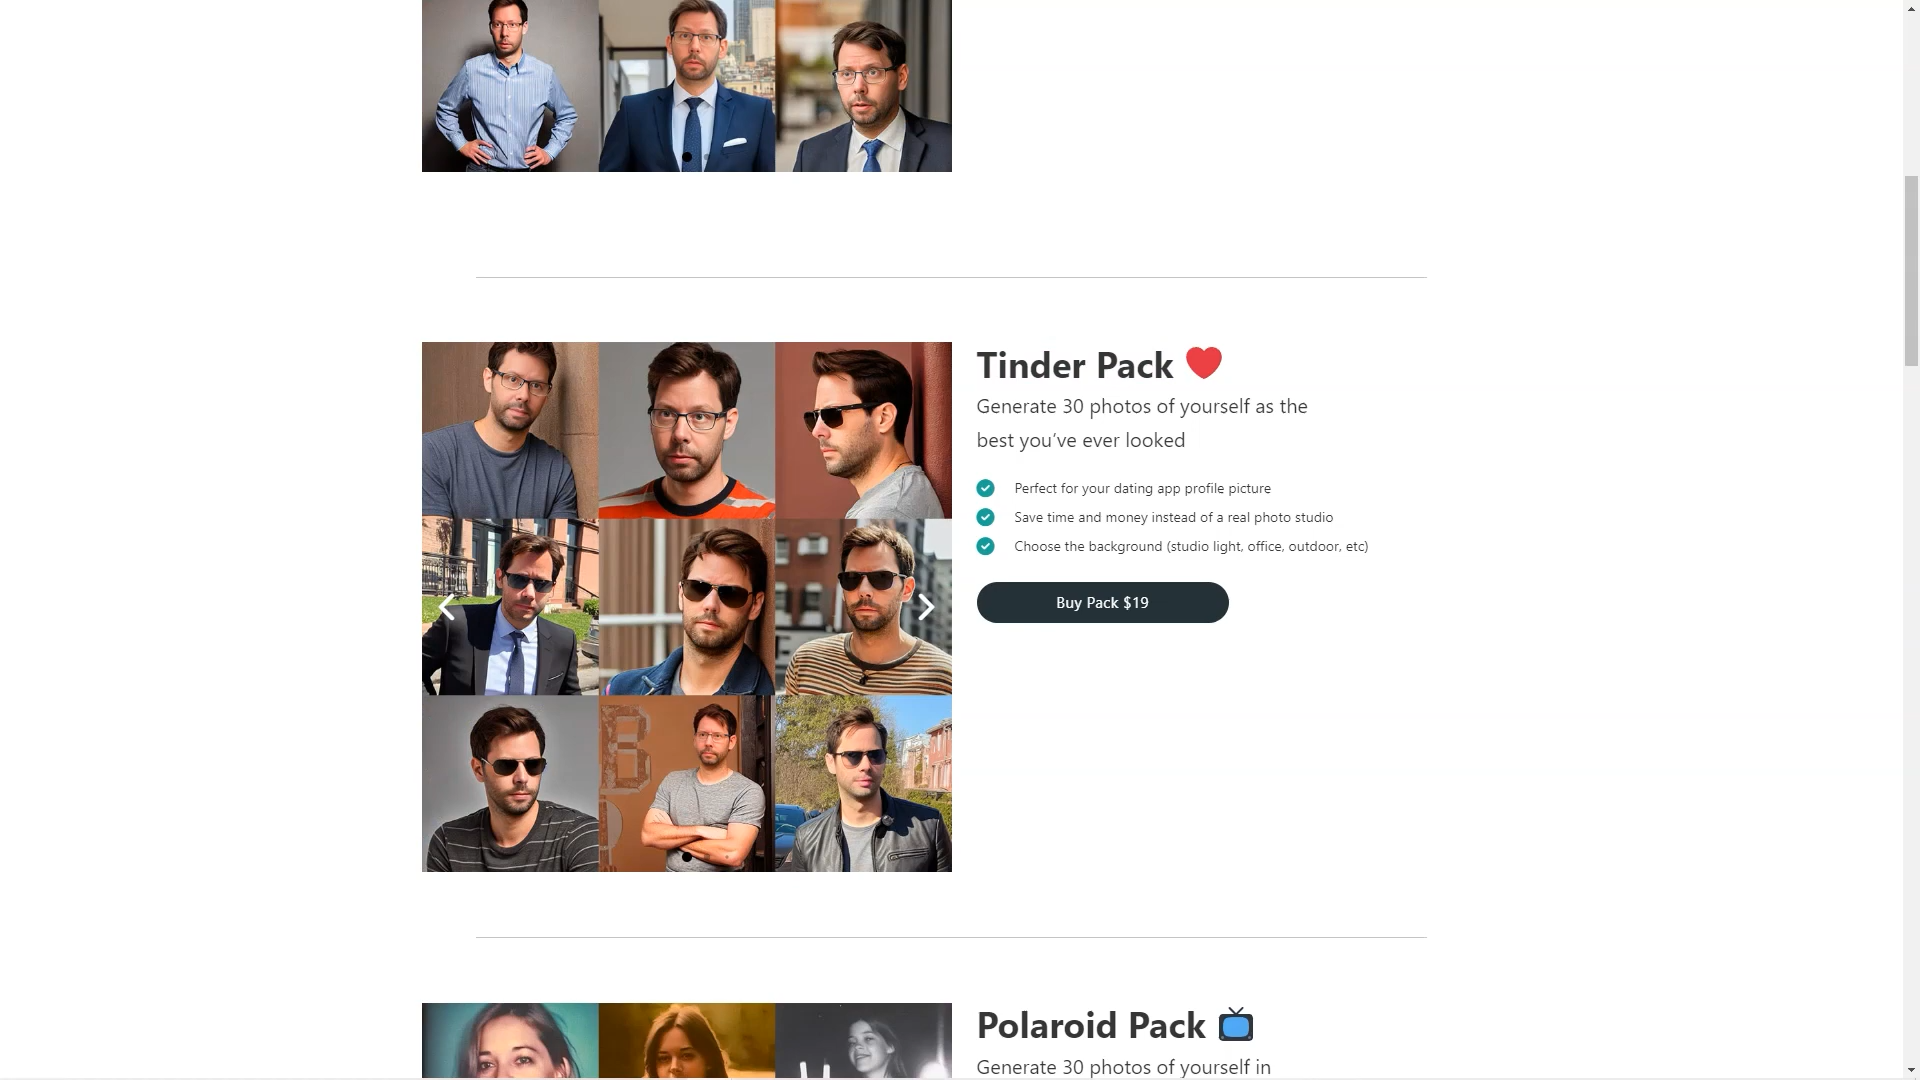 Tinder Pack ❤️
Generate 30 photos of yourself as the
best you’ve ever looked
Perfect for your dating app profile picture
Save time and money instead of a real photo studio
Choose the background (studio light, office, outdoor, etc)
Buy Pack $19
Polaroid Pack 📺
Generate 30 photos of yourself in